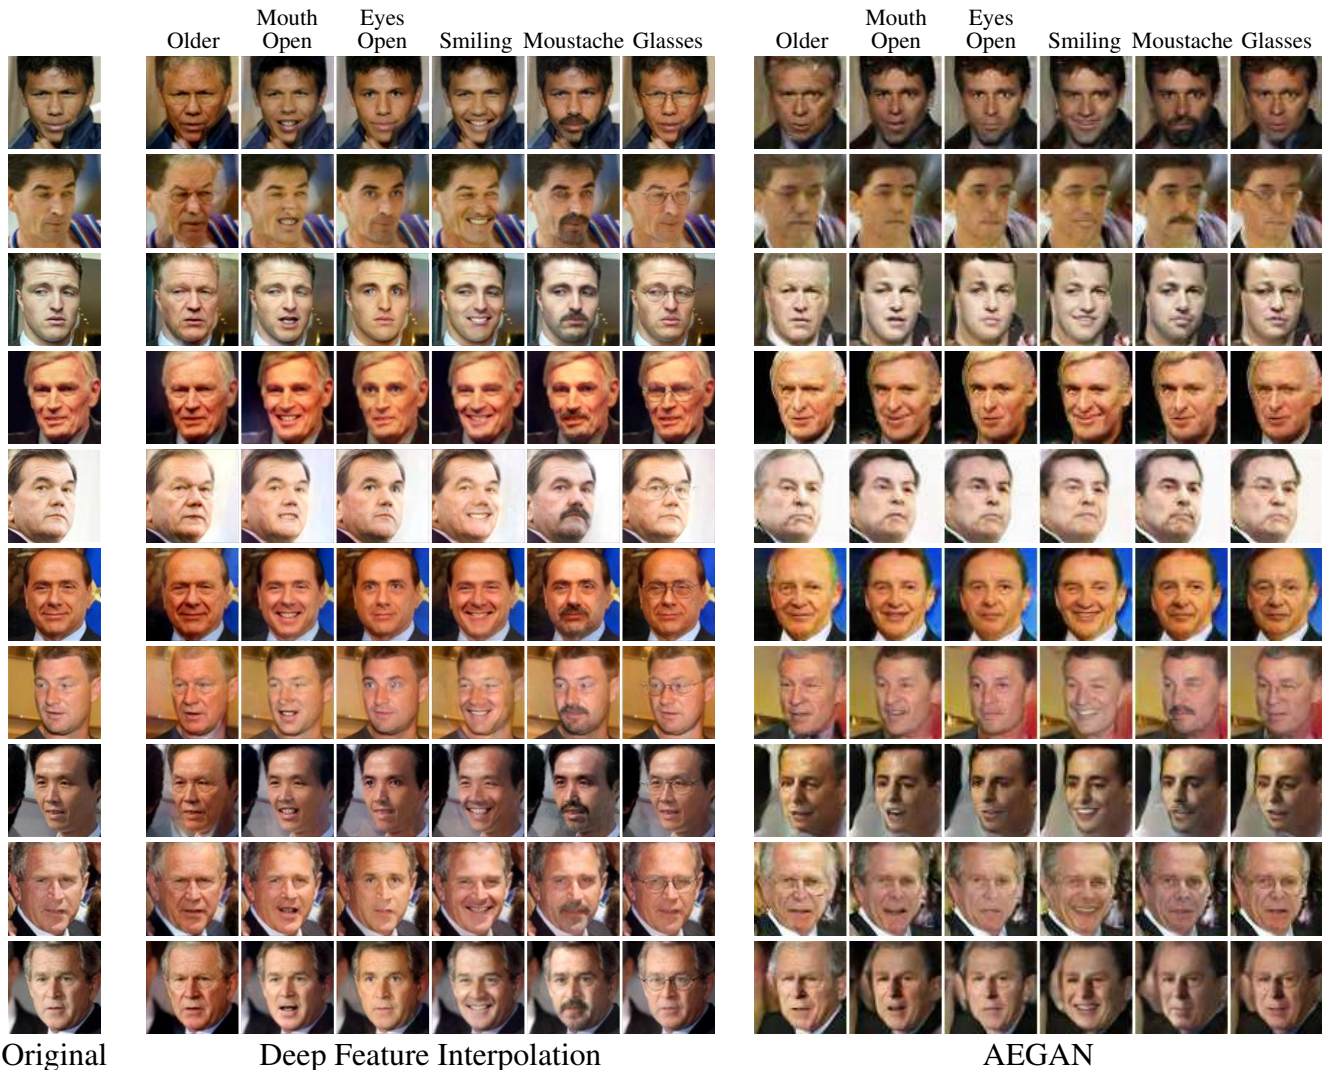 Older Mouth Open Eyes Open Smiling Moustache Glasses
Older Mouth Open Eyes Open Smiling Moustache Glasses
Original Deep Feature Interpolation AEGAN